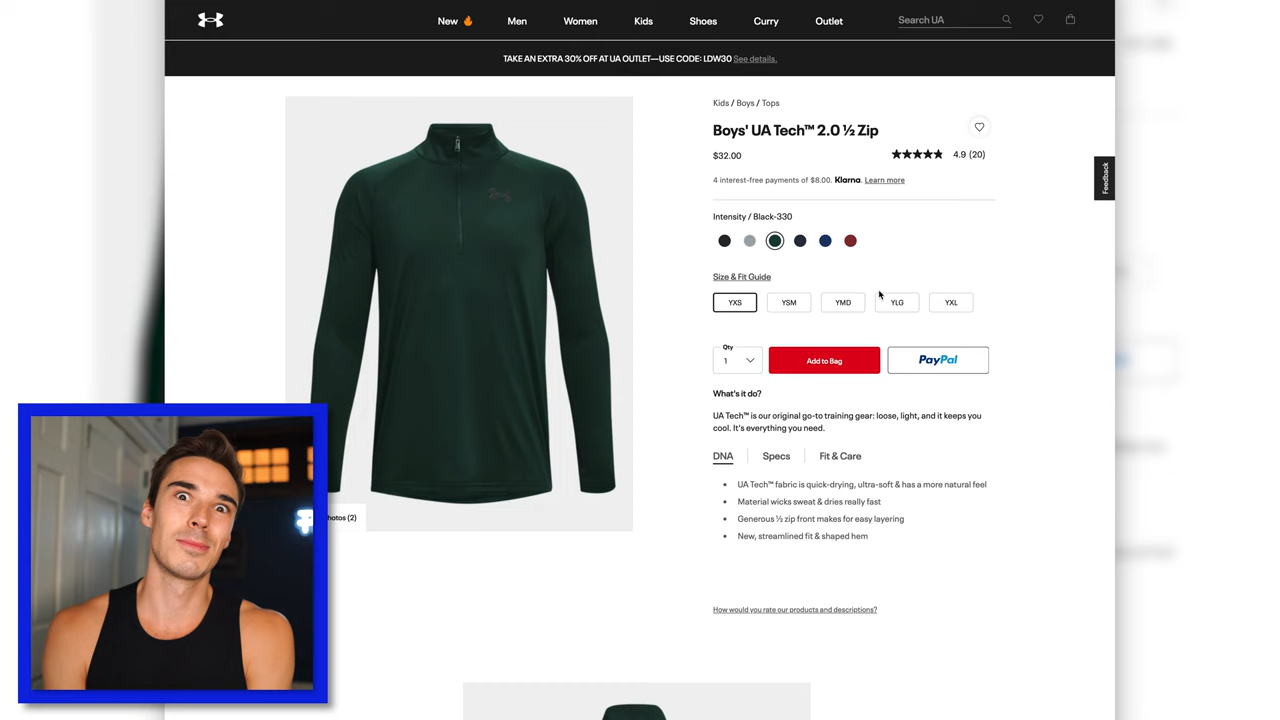 New Men Women Kids Shoes Curry Outlet Search UA
TAKE AN EXTRA 30% OFF AT UA OUTLET—USE CODE: LDW30 See details.
Kids / Boys / Tops
Boys' UA Tech™ 2.0 ½ Zip
$32.00 4.9 (20)
4 interest-free payments of $8.00. Klarna. Learn more
Feedback
Intensity / Black-330
Size & Fit Guide
YXS YSM YMD YLG YXL
Qty
1 Add to Bag PayPal
What's it do?
UA Tech™ is our original go-to training gear: loose, light, and it keeps you
cool. It's everything you need.
DNA Specs Fit & Care
UA Tech™ fabric is quick-drying, ultra-soft & has a more natural feel
Material wicks sweat & dries really fast
Generous ½ zip front makes for easy layering
New, streamlined fit & shaped hem
(2)
How would you rate our products and descriptions?